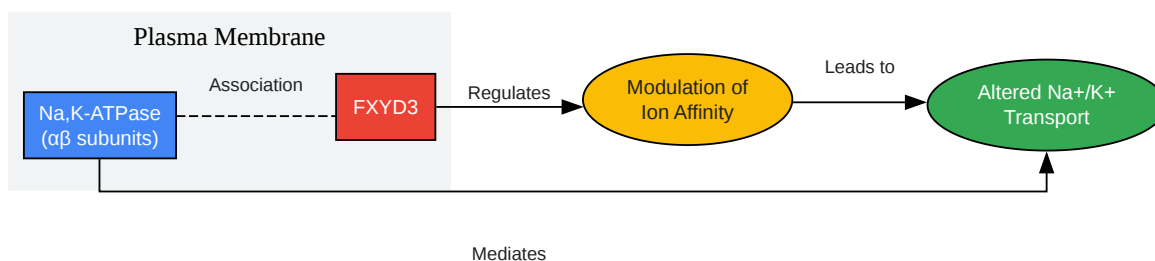 Plasma Membrane
Association
Na,K-ATPase
(αβ subunits)
FXYD3
Regulates
Modulation of
Ion Affinity
Leads to
Altered Na+/K+
Transport
Mediates